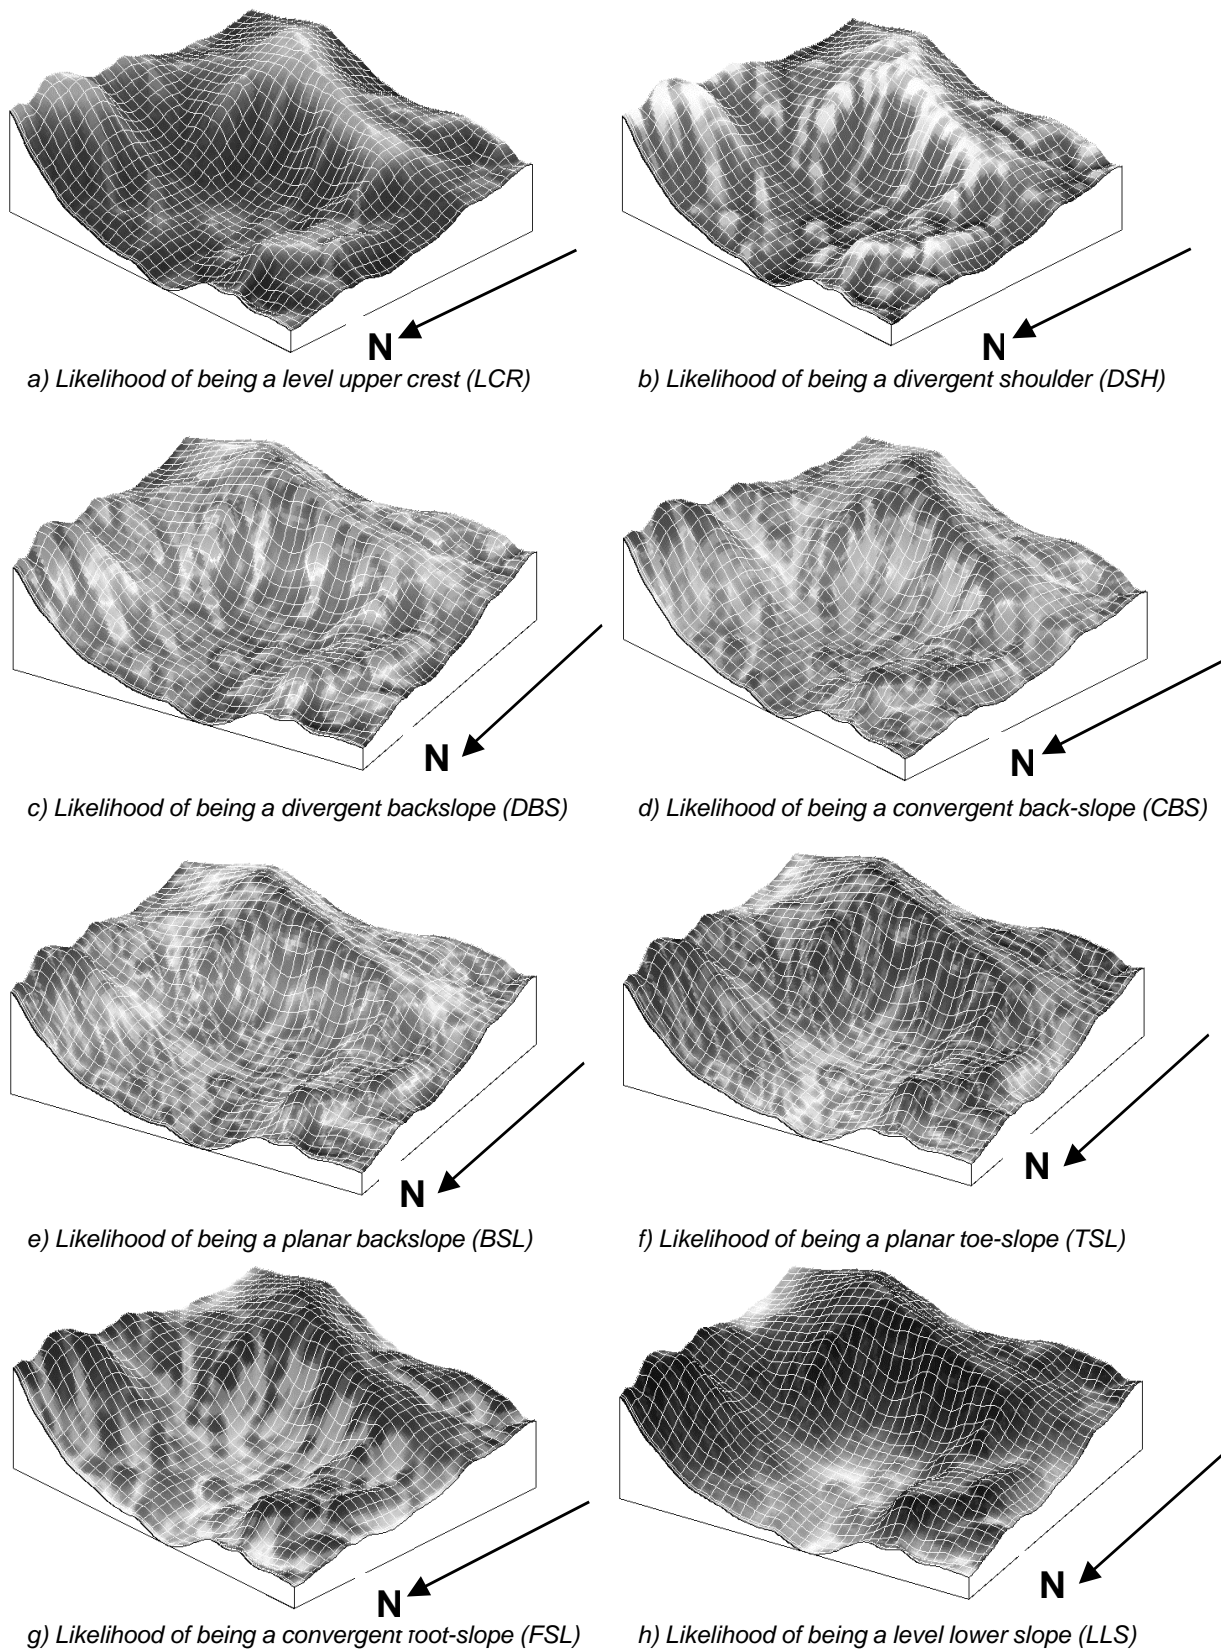 N
N
a) Likelihood of being a level upper crest (LCR)
b) Likelihood of being a divergent shoulder (DSH)
N
N
c) Likelihood of being a divergent backslope (DBS)
d) Likelihood of being a convergent back-slope (CBS)
N
N
e) Likelihood of being a planar backslope (BSL)
f) Likelihood of being a planar toe-slope (TSL)
N
N
g) Likelihood of being a convergent foot-slope (FSL)
h) Likelihood of being a level lower slope (LLS)